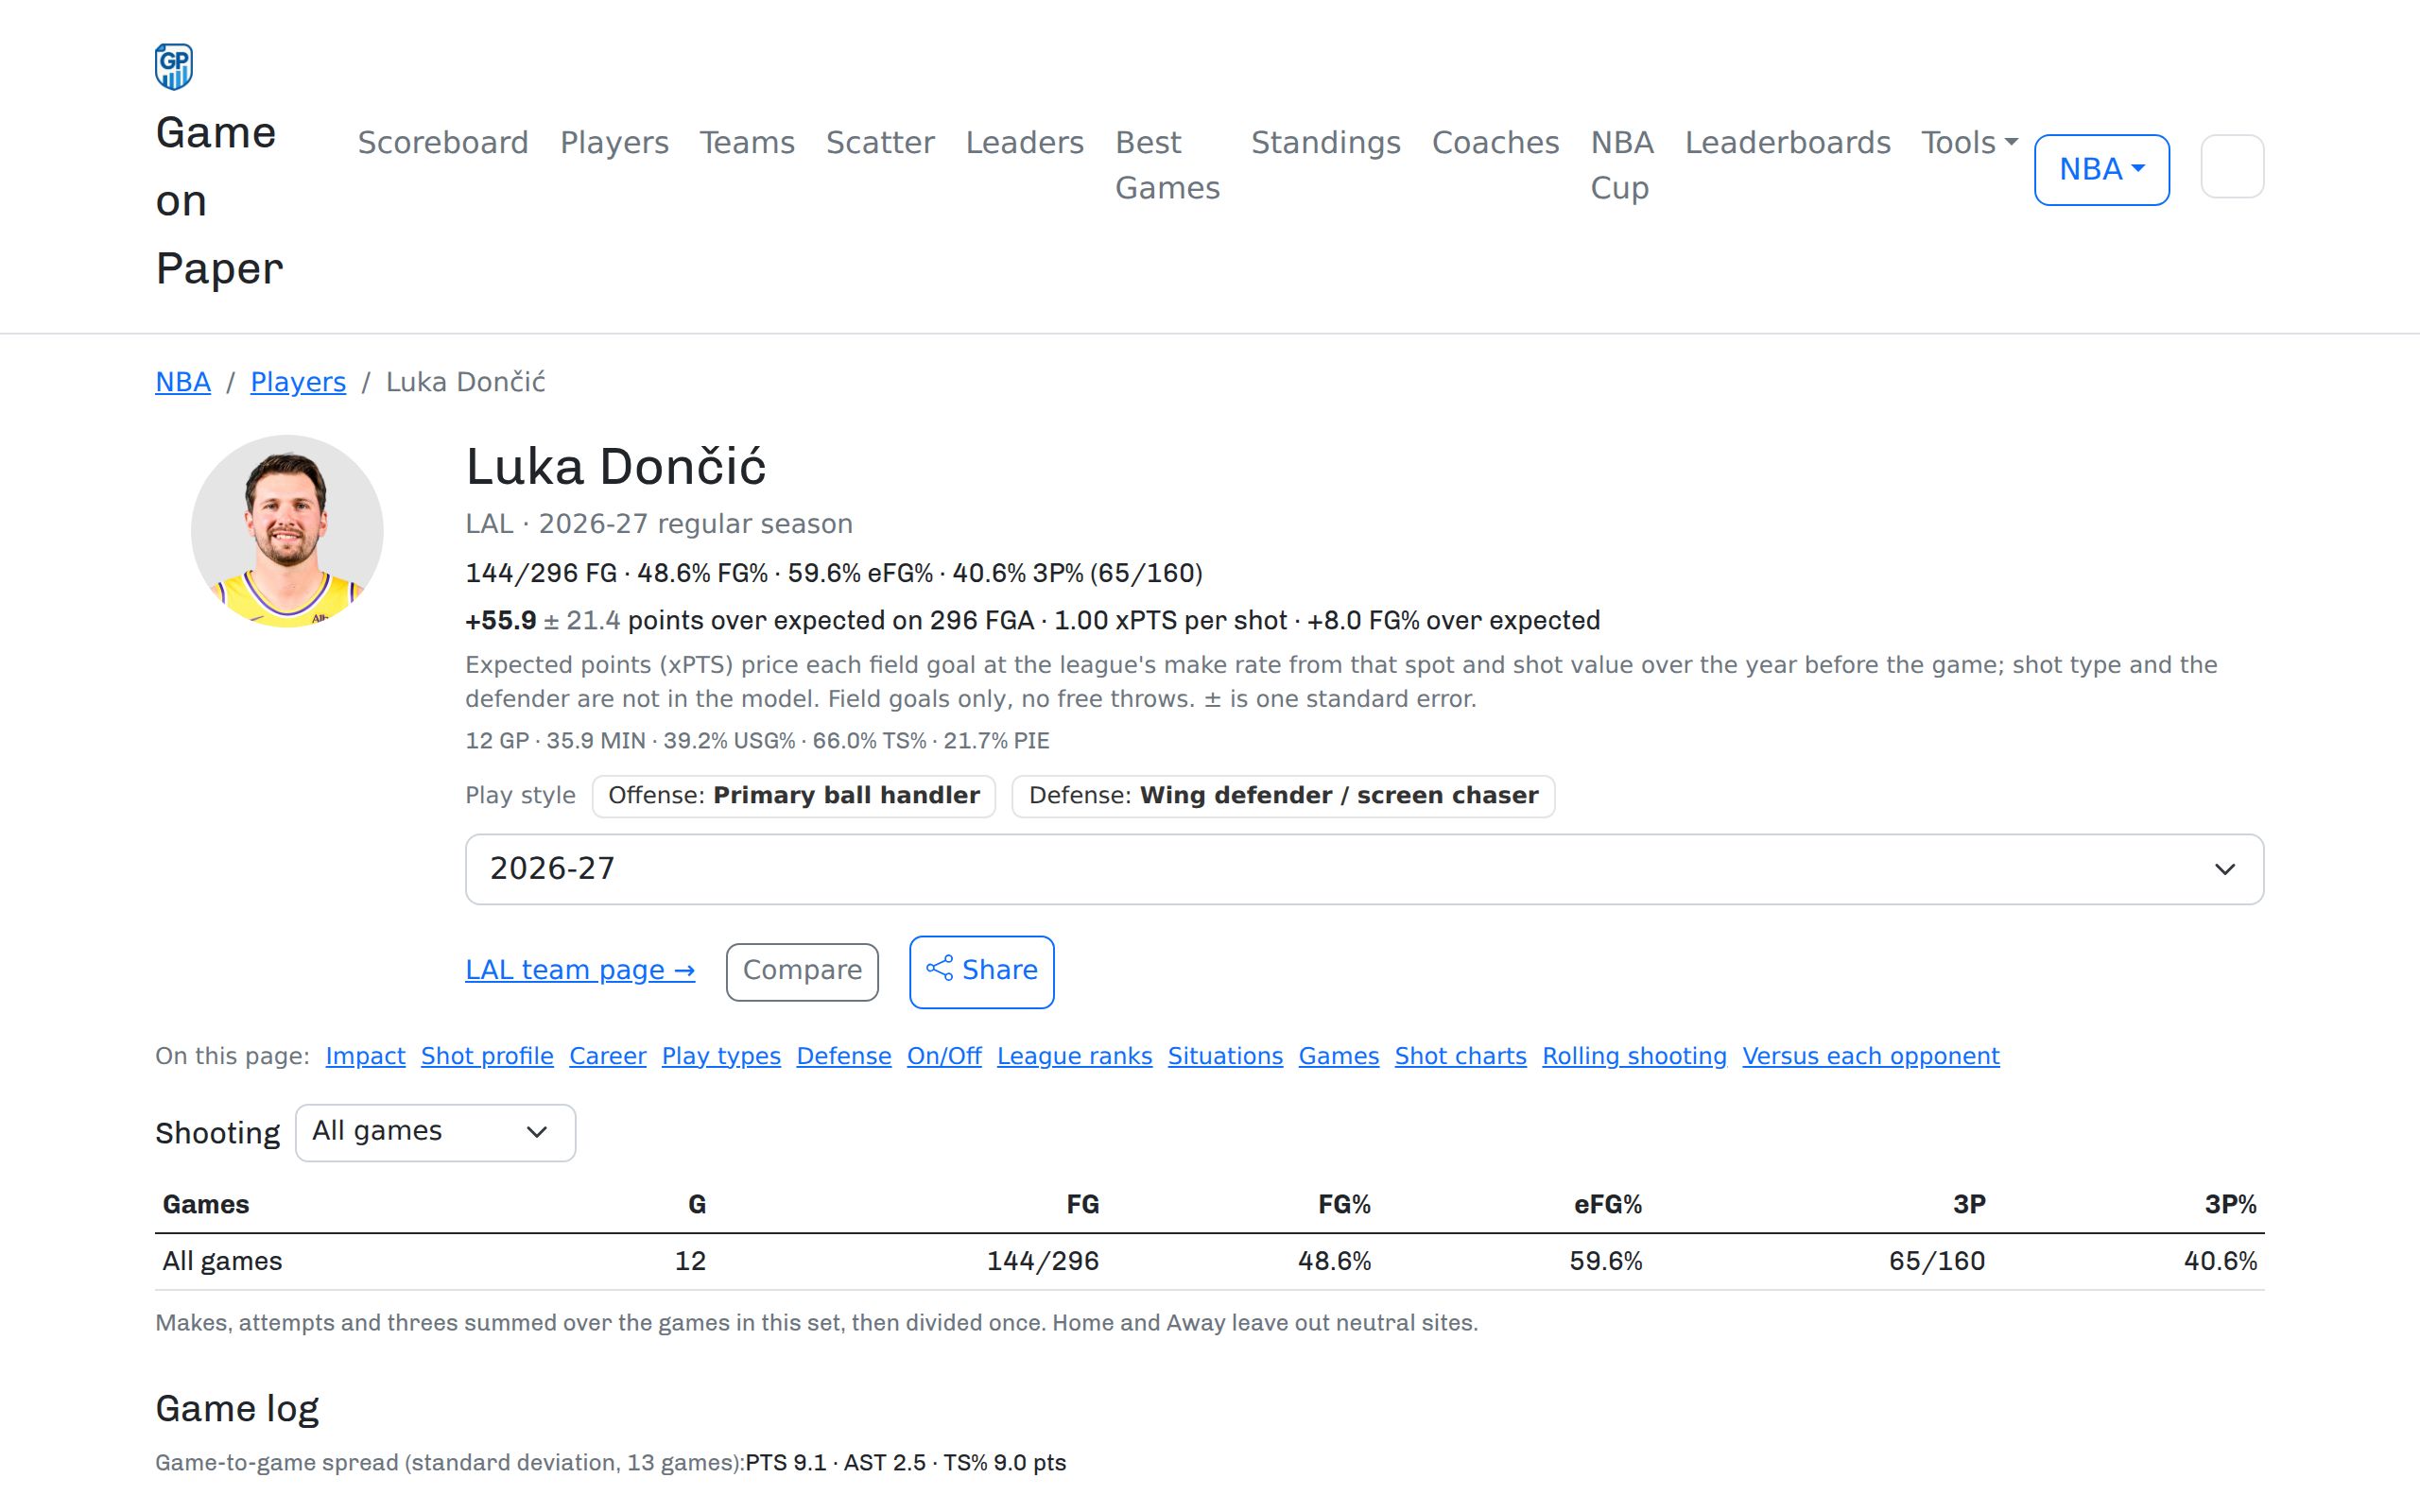 GP
Game
on
Paper
Scoreboard Players Teams Scatter Leaders Best Games Standings Coaches NBA Cup Leaderboards Tools NBA
NBA / Players / Luka Dončić
Luka Dončić
LAL · 2026-27 regular season
144/296 FG · 48.6% FG% · 59.6% eFG% · 40.6% 3P% (65/160)
+55.9 ± 21.4 points over expected on 296 FGA · 1.00 xPTS per shot · +8.0 FG% over expected
Expected points (xPTS) price each field goal at the league's make rate from that spot and shot value over the year before the game; shot type and the
defender are not in the model. Field goals only, no free throws. ± is one standard error.
12 GP · 35.9 MIN · 39.2% USG% · 66.0% TS% · 21.7% PIE
Play style Offense: Primary ball handler Defense: Wing defender / screen chaser
2026-27
LAL team page → Compare Share
On this page: Impact Shot profile Career Play types Defense On/Off League ranks Situations Games Shot charts Rolling shooting Versus each opponent
Shooting All games
Games G FG FG% eFG% 3P 3P%
All games 12 144/296 48.6% 59.6% 65/160 40.6%
Makes, attempts and threes summed over the games in this set, then divided once. Home and Away leave out neutral sites.
Game log
Game-to-game spread (standard deviation, 13 games):PTS 9.1 · AST 2.5 · TS% 9.0 pts